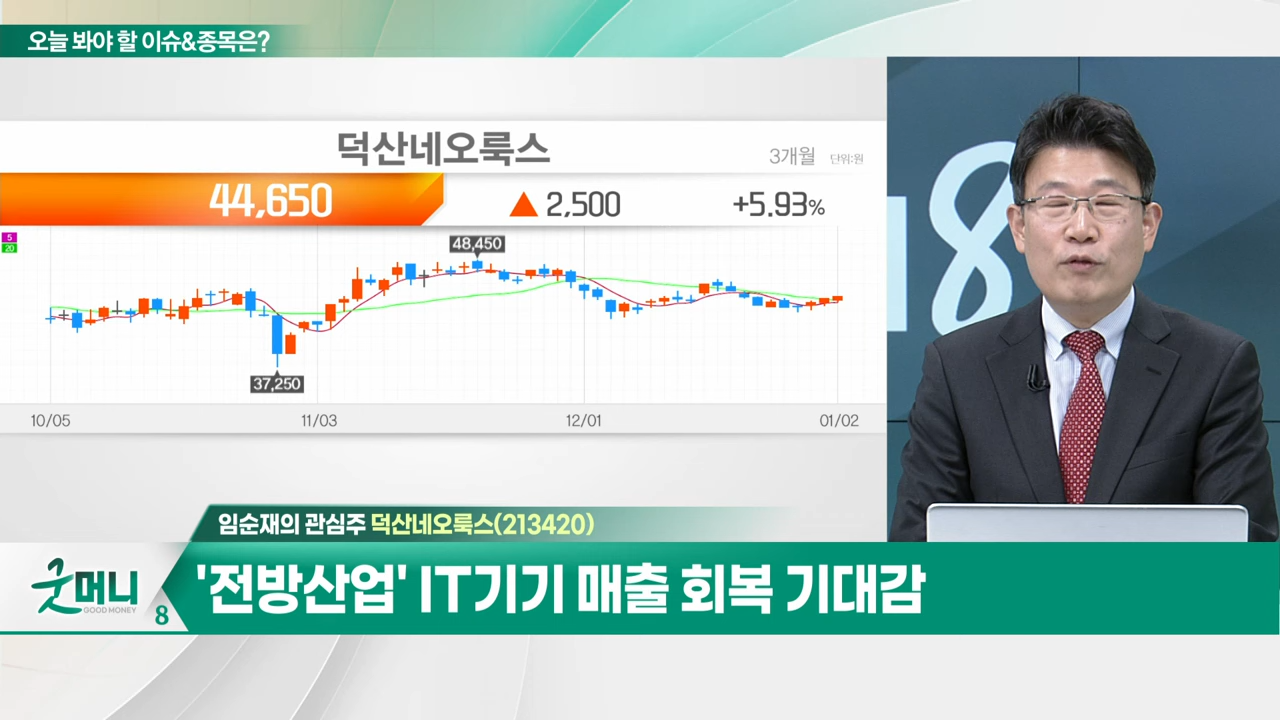 오늘 봐야 할 이슈&종목은?
덕산네오룩스
3개월 단위:원
44,650 ▲ 2,500 +5.93%
5
20
48,450
37,250
10/05 11/03 12/01 01/02
8
임순재의 관심주 덕산네오룩스(213420)
'전방산업' IT기기 매출 회복 기대감
굿머니
GOOD MONEY
8